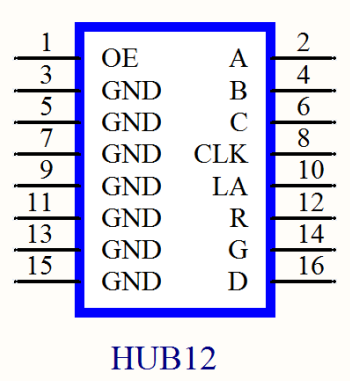 1 OE A 2
3 GND B 4
5 GND C 6
7 GND CLK 8
9 GND LA 10
11 GND R 12
13 GND G 14
15 GND D 16
HUB12